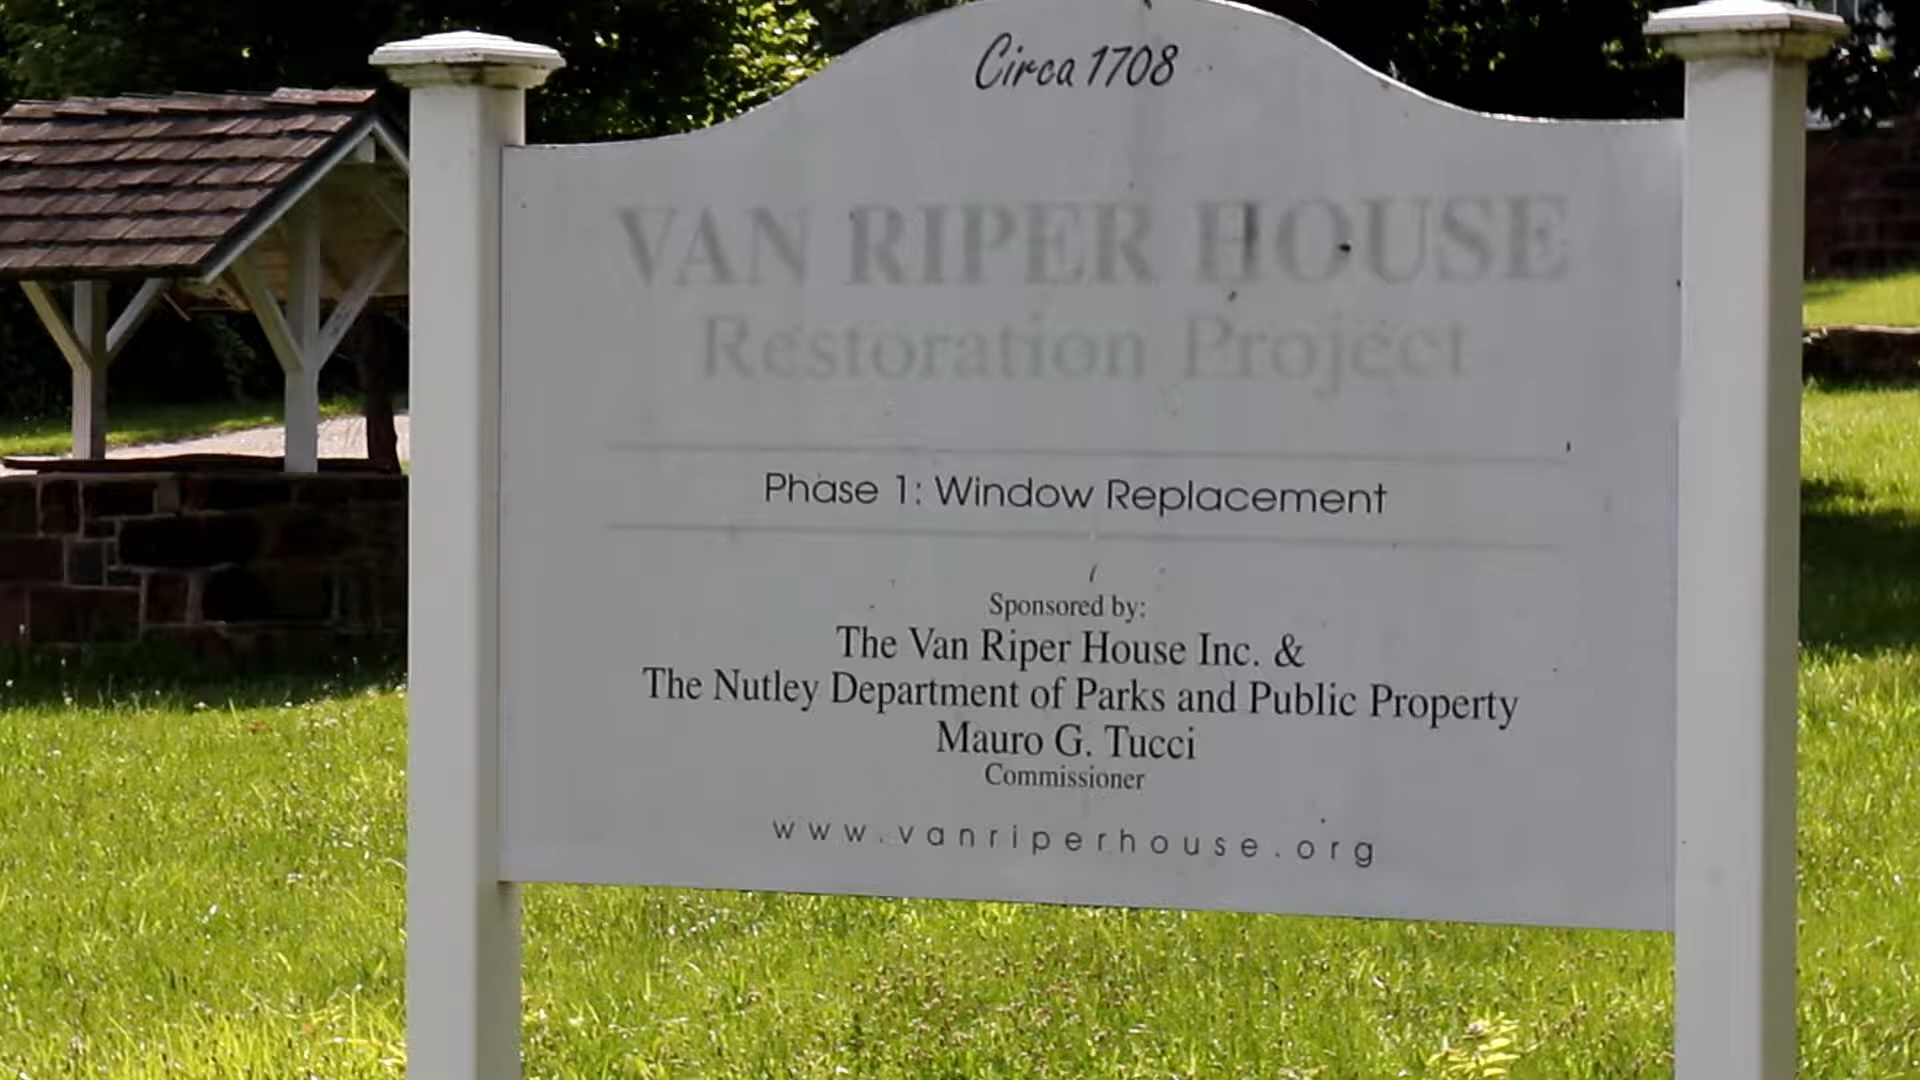 Circa 1708
VAN RIPER HOUSE
Restoration Project
Phase 1: Window Replacement
Sponsored by:
The Van Riper House Inc. &
The Nutley Department of Parks and Public Property
Mauro G. Tucci
Commissioner
www.vanriperhouse.org